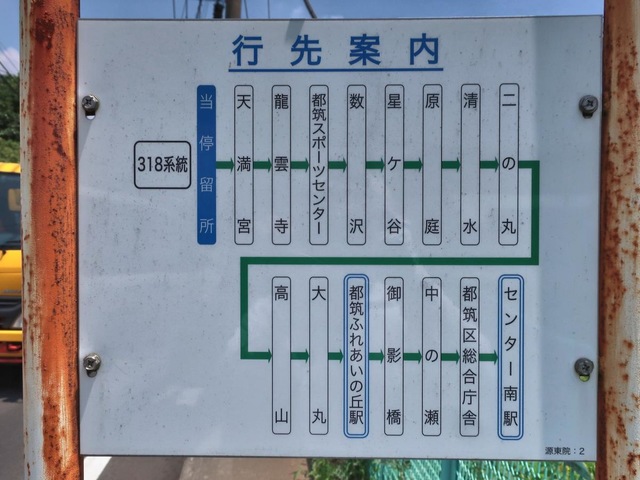 行先案内
318系統
当停留所
天満宮
龍雲寺
都筑スポーツセンター
数沢
星ケ谷
原庭
清水
二の丸
高山
大丸
都筑ふれあいの丘駅
御影橋
中の瀬
都筑区総合庁舎
センター南駅
源東院：2